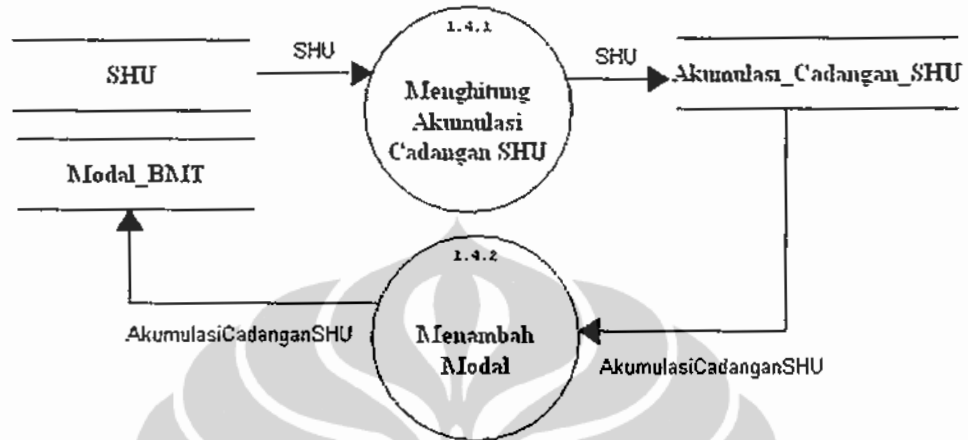 1.4.1
SHU
SHU
SHU
Menghitung
Akumulasi
Cadangan SHU
Akumulasi_Cadangan_SHU
Modal_BMT
1.4.2
Menambah
Modal
AkumulasiCadanganSHU
AkumulasiCadanganSHU